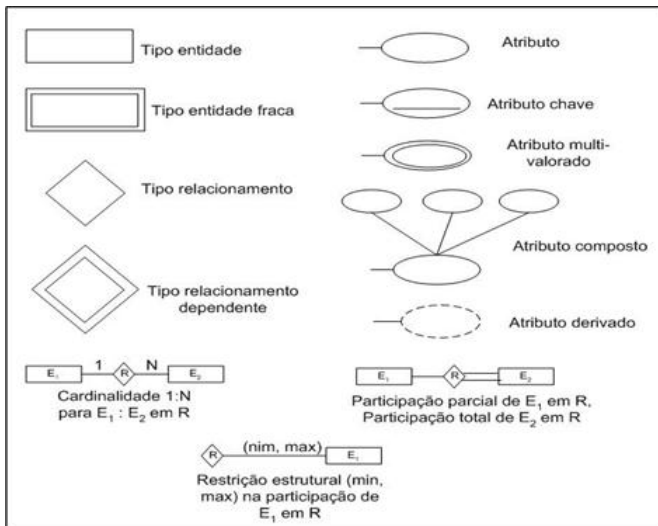 Tipo entidade
Atributo
Tipo entidade fraca
Atributo chave
Atributo multi-
valorado
Tipo relacionamento
Atributo composto
Tipo relacionamento
dependente
Atributo derivado
E₁ 1 R N E₂
Cardinalidade 1:N
para E₁ : E₂ em R
E₁ R E₂
Participação parcial de E₁ em R,
Participação total de E₂ em R
R (nim, max) E₁
Restrição estrutural (min,
max) na participação de
E₁ em R